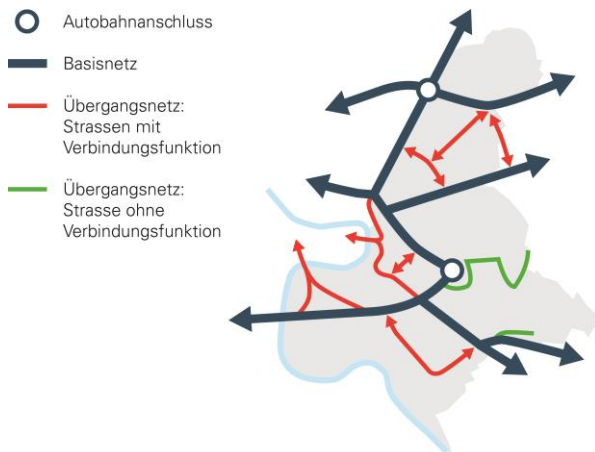 Autobahnanschluss
Basisnetz
Übergangsnetz:
Strassen mit
Verbindungsfunktion
Übergangsnetz:
Strasse ohne
Verbindungsfunktion